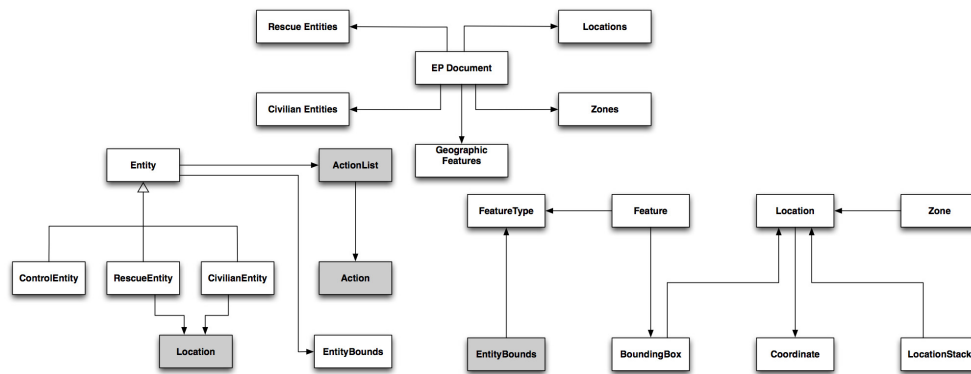 Rescue Entities
Locations
EP Document
Civilian Entities
Zones
Geographic
Features
Entity
ActionList
FeatureType
Feature
Location
Zone
ControlEntity
RescueEntity
CivilianEntity
Action
Location
EntityBounds
EntityBounds
BoundingBox
Coordinate
LocationStack